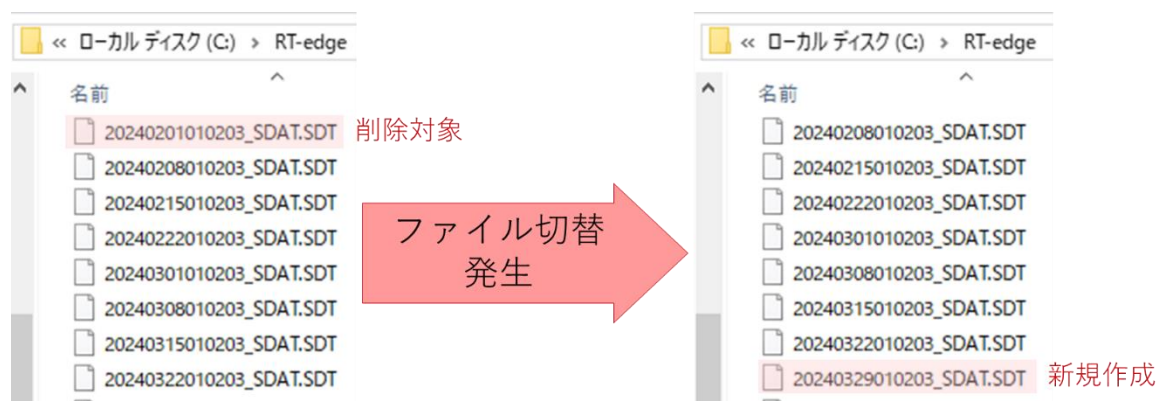 ≪ ローカル ディスク (C:) > RT-edge
名前
20240201010203_SDAT.SDT 削除対象
20240208010203_SDAT.SDT
20240215010203_SDAT.SDT
20240222010203_SDAT.SDT
20240301010203_SDAT.SDT
20240308010203_SDAT.SDT
20240315010203_SDAT.SDT
20240322010203_SDAT.SDT
ファイル切替
発生
≪ ローカル ディスク (C:) > RT-edge
名前
20240208010203_SDAT.SDT
20240215010203_SDAT.SDT
20240222010203_SDAT.SDT
20240301010203_SDAT.SDT
20240308010203_SDAT.SDT
20240315010203_SDAT.SDT
20240322010203_SDAT.SDT
20240329010203_SDAT.SDT 新規作成